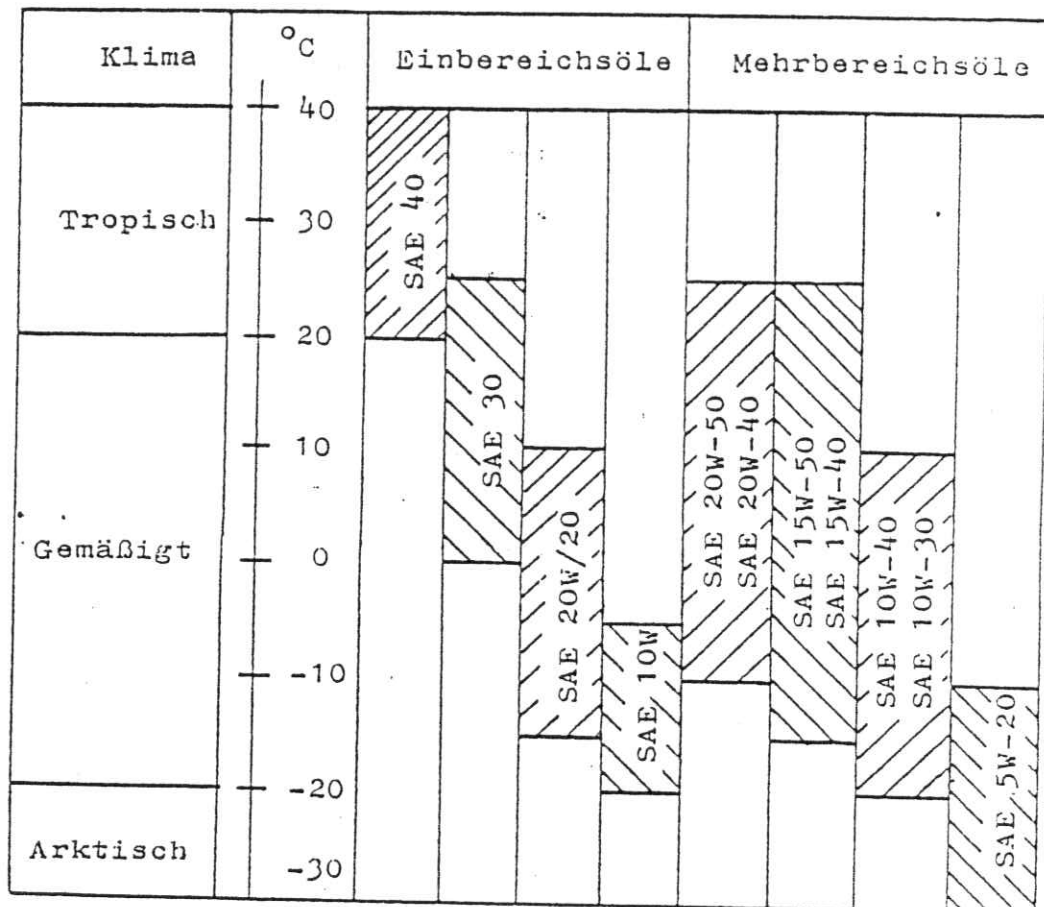 Klima
°C
Einbereichsöle
Mehrbereichsöle
Tropisch
Gemäßigt
Arktisch
40
30
20
10
0
-10
-20
-30
SAE 40
SAE 30
SAE 20W/20
SAE 10W
SAE 20W-50
SAE 20W-40
SAE 15W-50
SAE 15W-40
SAE 10W-40
SAE 10W-30
SAE 5W-20